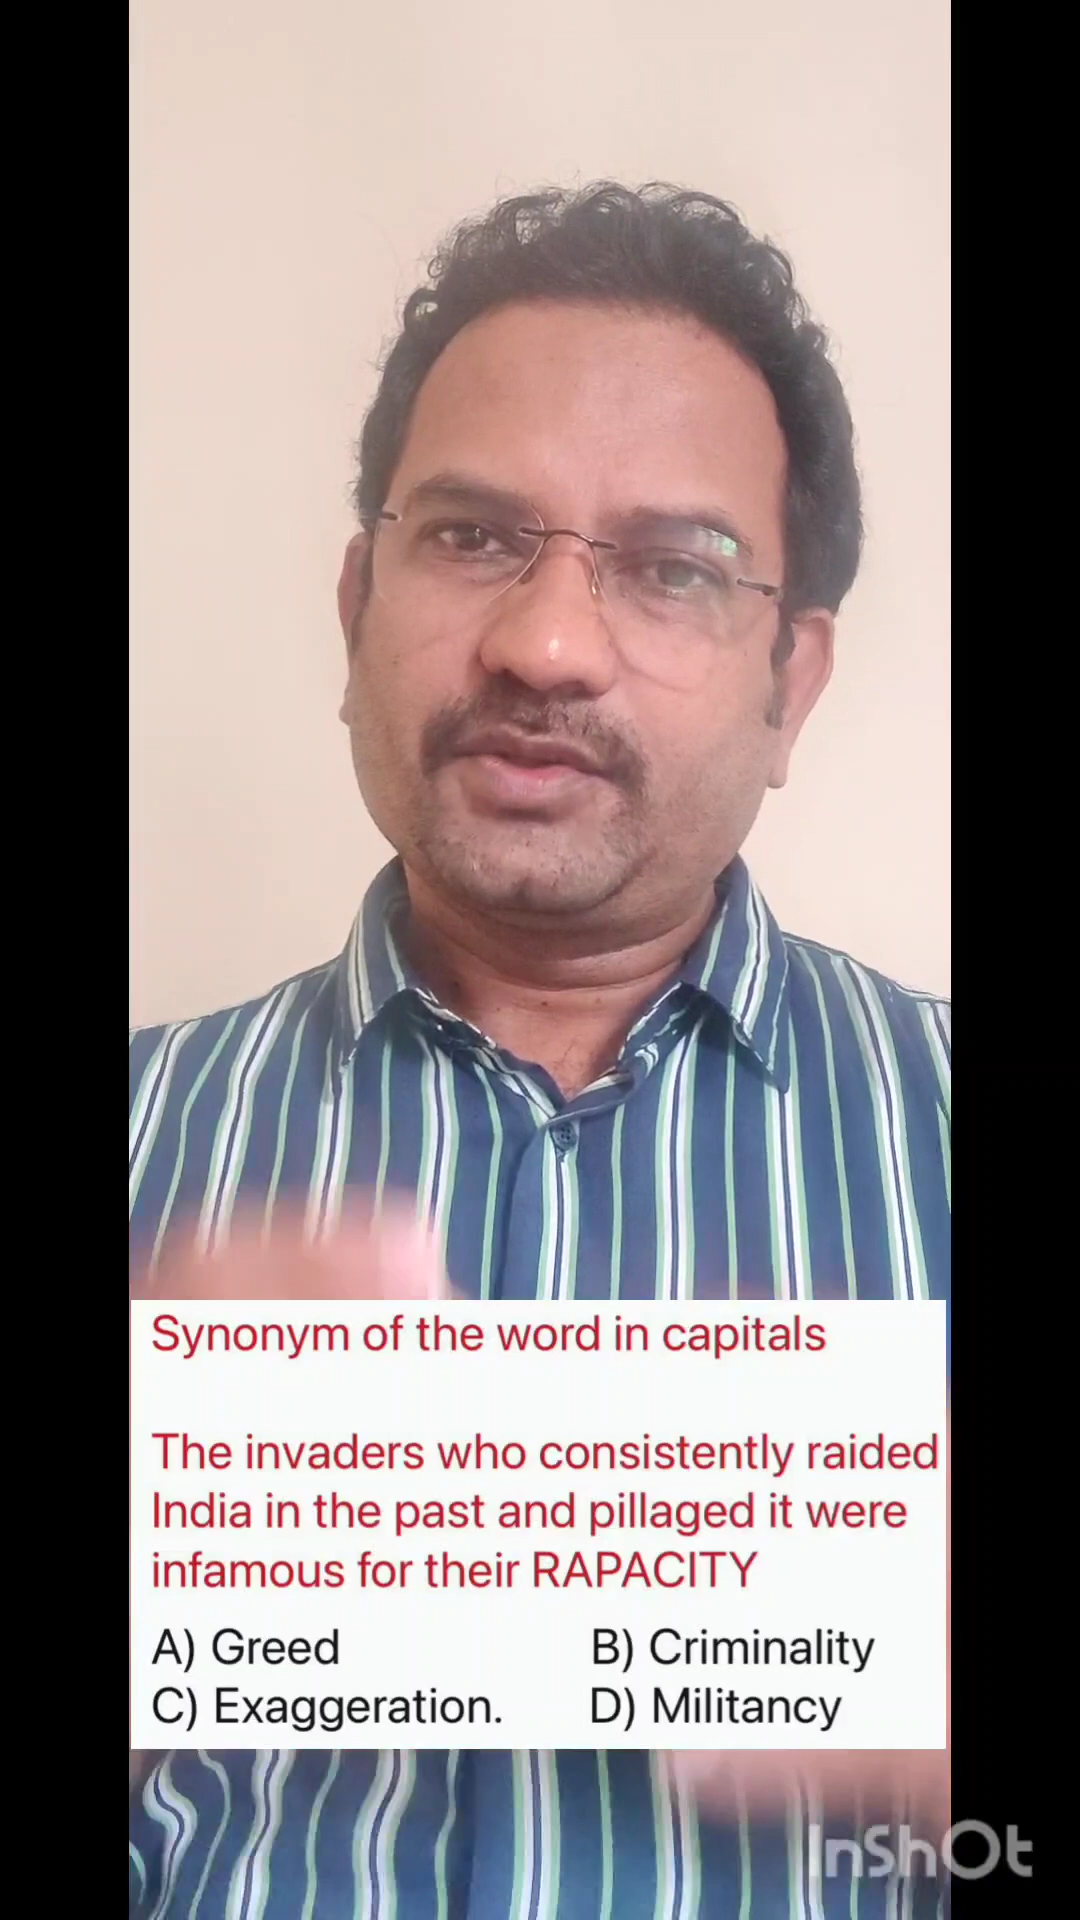 Synonym of the word in capitals
The invaders who consistently raided
India in the past and pillaged it were
infamous for their RAPACITY
A) Greed B) Criminality
C) Exaggeration. D) Militancy
InShOt